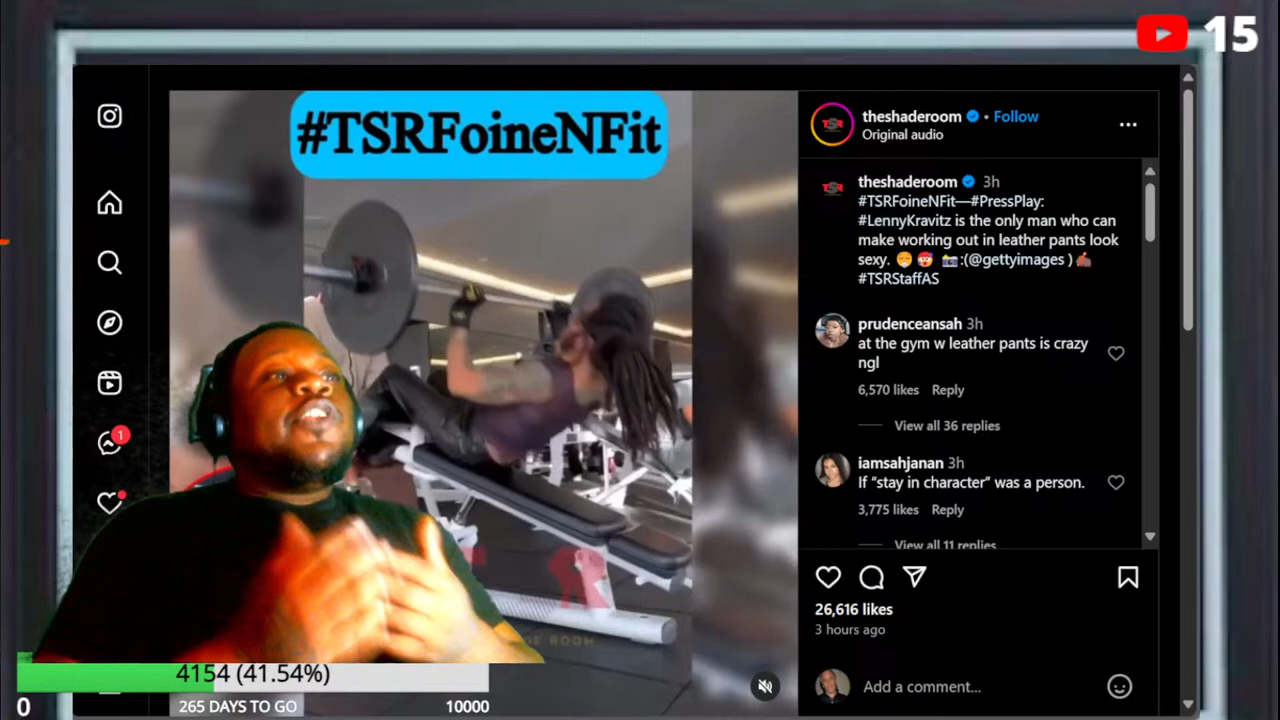 15
#TSRFoineNFit
theshaderoom • Follow
Original audio
theshaderoom 3h
#TSRFoineNFit—#PressPlay:
#LennyKravitz is the only man who can
make working out in leather pants look
sexy. 😁🤯 📸:(@gettyimages )✍🏾
#TSRStaffAS
prudenceansah 3h
at the gym w leather pants is crazy
ngl
6,570 likes Reply
View all 36 replies
iamsahjanan 3h
If “stay in character” was a person.
3,775 likes Reply
View all 11 replies
26,616 likes
3 hours ago
Add a comment...
1
4154 (41.54%)
0
265 DAYS TO GO
10000